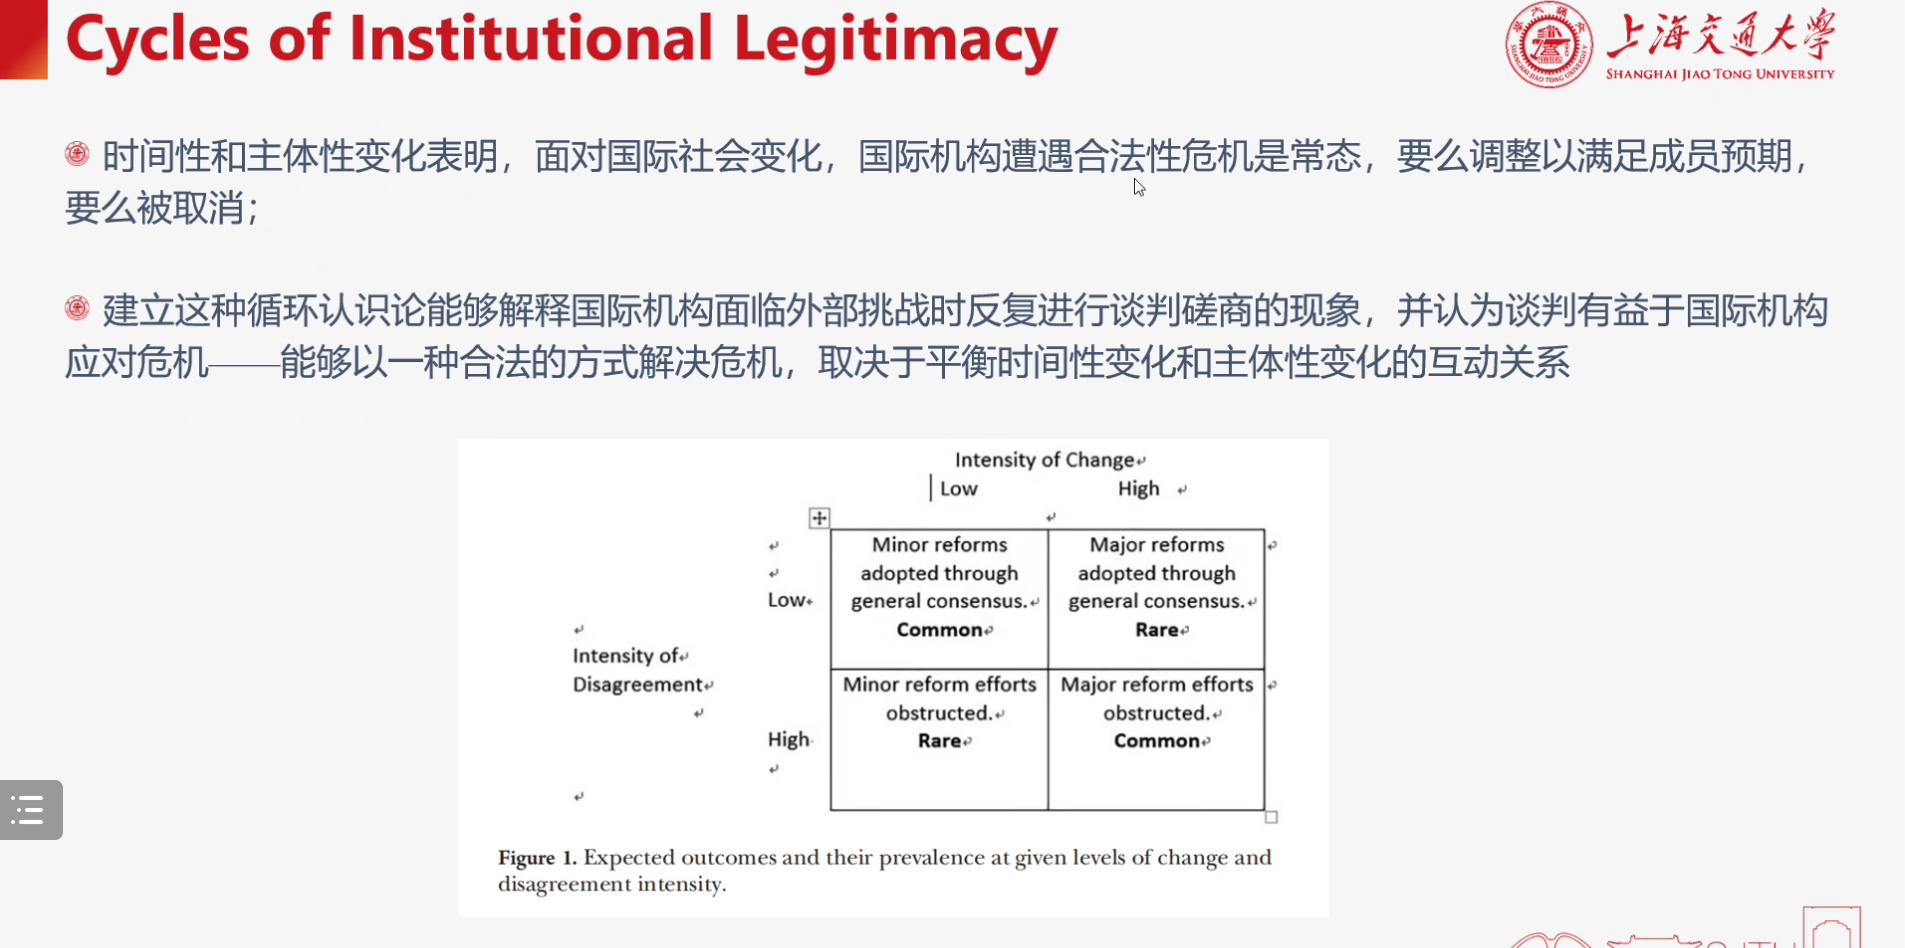 Cycles of Institutional Legitimacy
上海交通大学
SHANGHAI JIAO TONG UNIVERSITY
时间性和主体性变化表明，面对国际社会变化，国际机构遭遇合法性危机是常态，要么调整以满足成员预期，
要么被取消；
建立这种循环认识论能够解释国际机构面临外部挑战时反复进行谈判磋商的现象，并认为谈判有益于国际机构
应对危机——能够以一种合法的方式解决危机，取决于平衡时间性变化和主体性变化的互动关系
Intensity of Change
Low High
Minor reforms
adopted through
general consensus.
Common
Major reforms
adopted through
general consensus.
Rare
Low
Intensity of
Disagreement
High
Minor reform efforts
obstructed.
Rare
Major reform efforts
obstructed.
Common
Figure 1. Expected outcomes and their prevalence at given levels of change and
disagreement intensity.